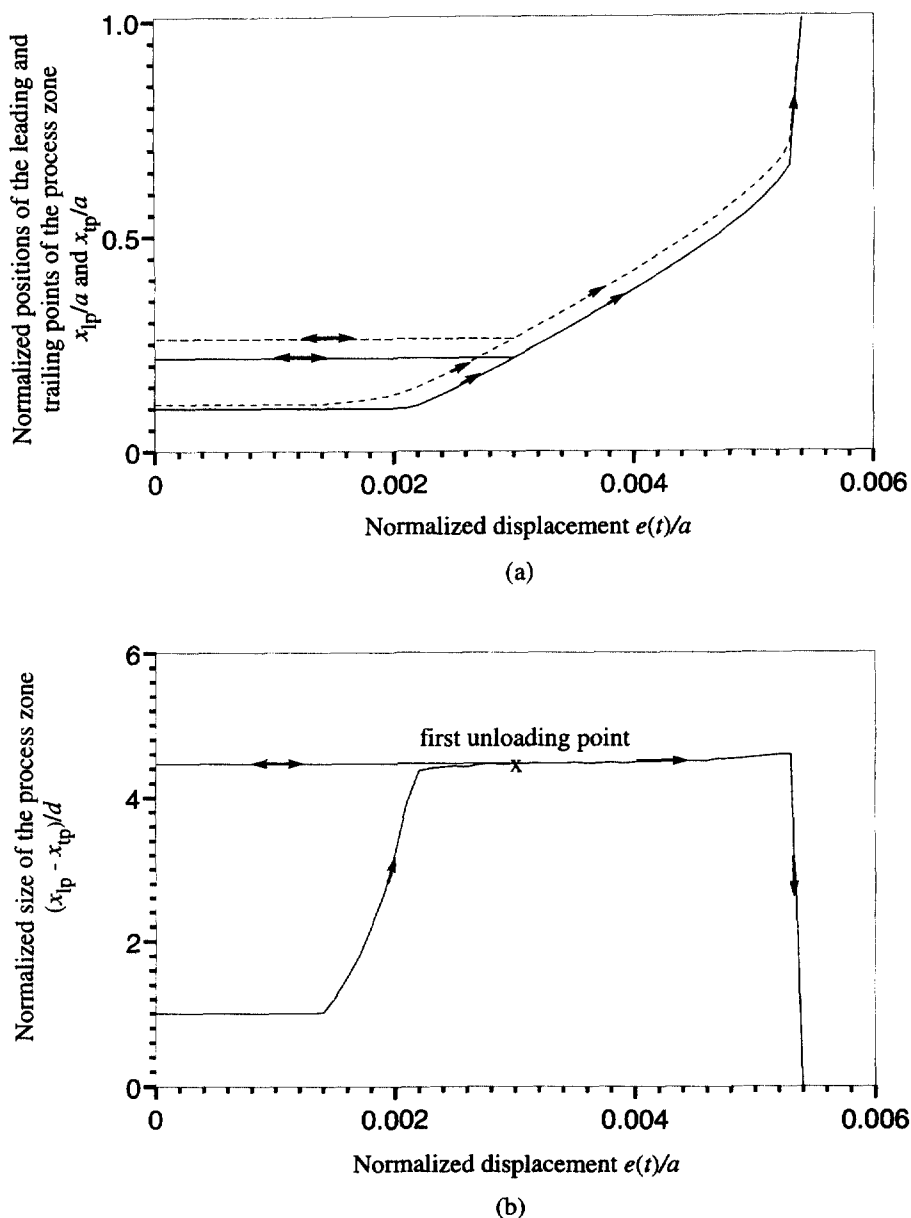 Normalized positions of the leading and
trailing points of the process zone
x_lp/a and x_tp/a
1.0
0.5
0
0
0.002
0.004
0.006
Normalized displacement e(t)/a
(a)
Normalized size of the process zone
(x_lp - x_tp)/d
6
4
2
0
first unloading point
x
0
0.002
0.004
0.006
Normalized displacement e(t)/a
(b)